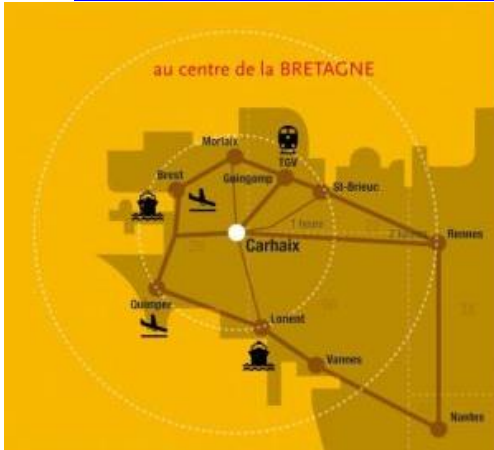 au centre de la BRETAGNE
Morlaix
TGV
Guingamp
Brest
St-Brieuc
1 heure
2 heures
Rennes
Carhaix
Quimper
Lorient
Vannes
Nantes